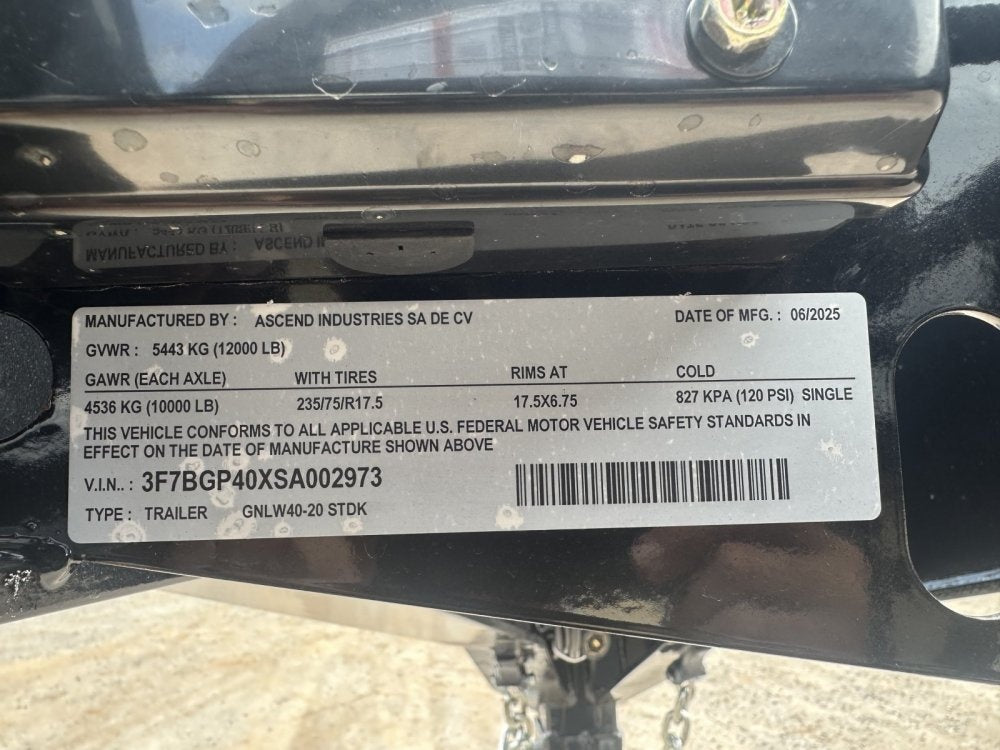 MANUFACTURED BY : ASCEND INDUSTRIES SA DE CV DATE OF MFG. : 06/2025
GVWR : 5443 KG (12000 LB)
GAWR (EACH AXLE) WITH TIRES RIMS AT COLD
4536 KG (10000 LB) 235/75/R17.5 17.5X6.75 827 KPA (120 PSI) SINGLE
THIS VEHICLE CONFORMS TO ALL APPLICABLE U.S. FEDERAL MOTOR VEHICLE SAFETY STANDARDS IN
EFFECT ON THE DATE OF MANUFACTURE SHOWN ABOVE
V.I.N.. : 3F7BGP40XSA002973
TYPE : TRAILER GNLW40-20 STDK